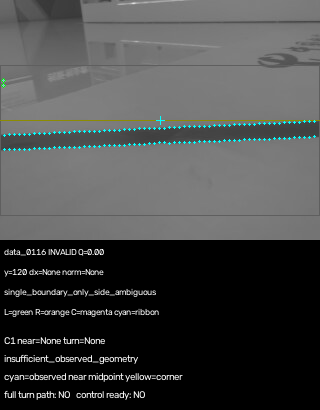 data_0116 INVALID Q=0.00
y=120 dx=None norm=None
single_boundary_only_side_ambiguous
L=green R=orange C=magenta cyan=ribbon
C1 near=None turn=None
insufficient_observed_geometry
cyan=observed near midpoint yellow=corner
full turn path: NO control ready: NO